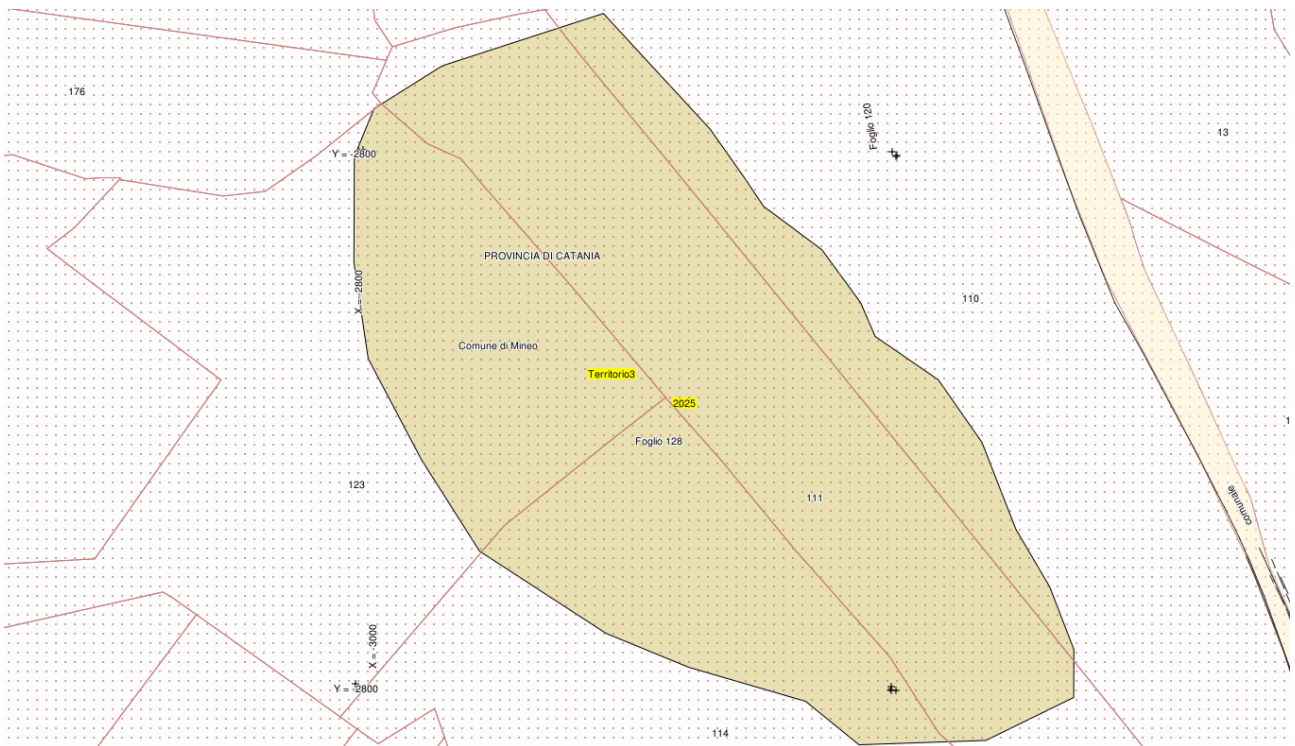 176
Foglio 120
13
Y = -2800
PROVINCIA DI CATANIA
X = -2800
110
Comune di Mineo
Territorio3
2025
Foglio 128
123
111
comunale
X = -3000
Y = -2800
114